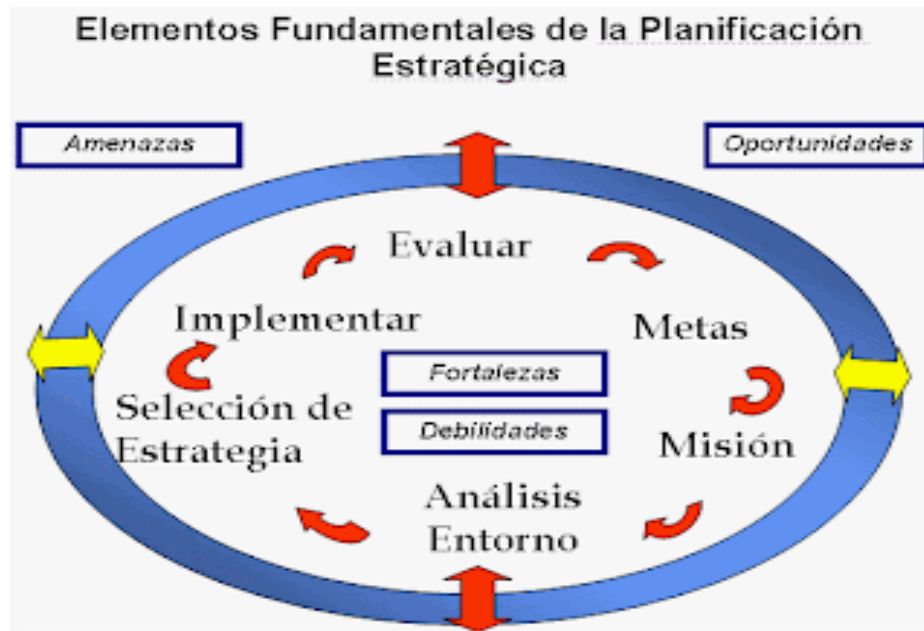 Elementos Fundamentales de la Planificación
Estratégica
Amenazas
Oportunidades
Evaluar
Implementar
Metas
Fortalezas
Selección de
Estrategia
Debilidades
Misión
Análisis
Entorno